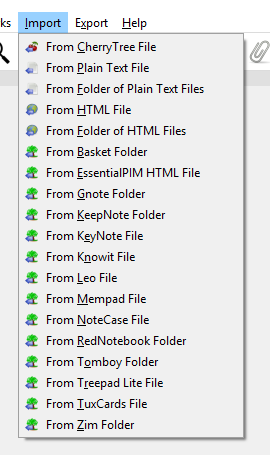 ks Import Export Help
From CherryTree File
From Plain Text File
From Folder of Plain Text Files
From HTML File
From Folder of HTML Files
From Basket Folder
From EssentialPIM HTML File
From Gnote Folder
From KeepNote Folder
From KeyNote File
From Knowit File
From Leo File
From Mempad File
From NoteCase File
From RedNotebook Folder
From Tomboy Folder
From Treepad Lite File
From TuxCards File
From Zim Folder